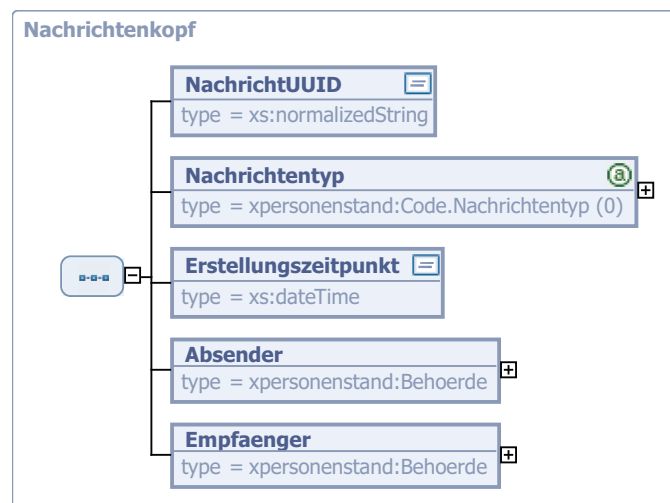 Nachrichtenkopf
NachrichtUUID
type = xs:normalizedString
Nachrichtentyp
type = xpersonenstand:Code.Nachrichtentyp (0)
Erstellungszeitpunkt
type = xs:dateTime
Absender
type = xpersonenstand:Behoerde
Empfaenger
type = xpersonenstand:Behoerde